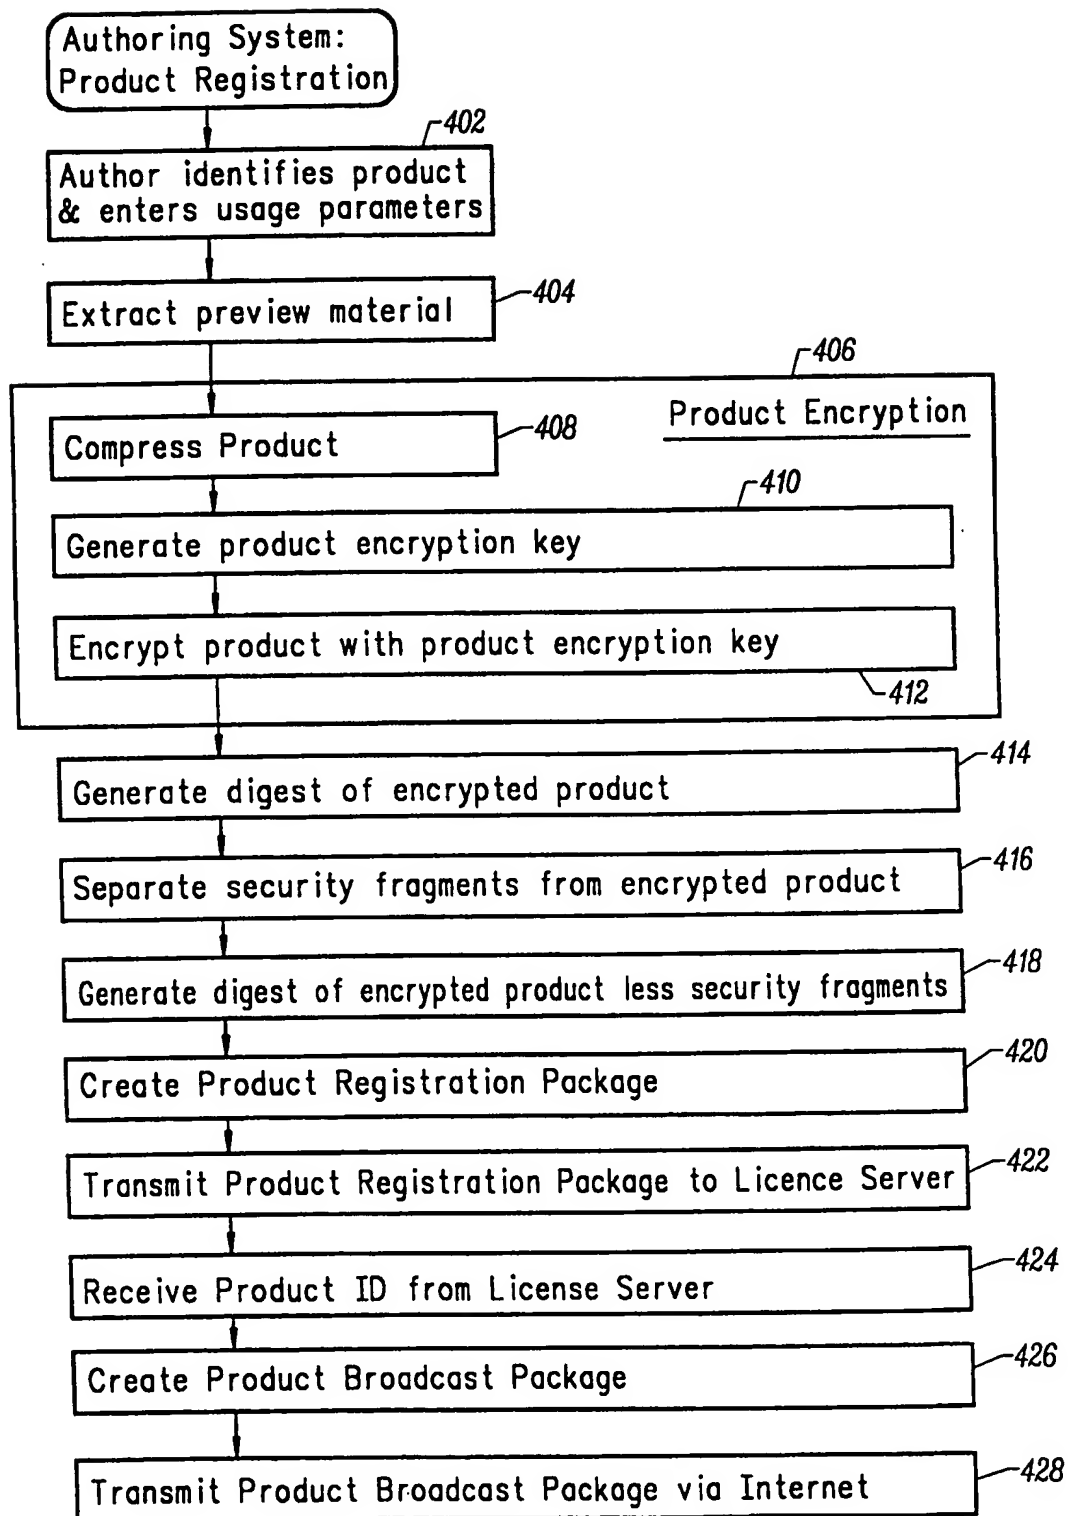 Authoring System:
Product Registration
402
Author identifies product
& enters usage parameters
404
Extract preview material
406
Product Encryption
408
Compress Product
410
Generate product encryption key
Encrypt product with product encryption key
412
414
Generate digest of encrypted product
416
Separate security fragments from encrypted product
418
Generate digest of encrypted product less security fragments
420
Create Product Registration Package
422
Transmit Product Registration Package to Licence Server
424
Receive Product ID from License Server
426
Create Product Broadcast Package
428
Transmit Product Broadcast Package via Internet